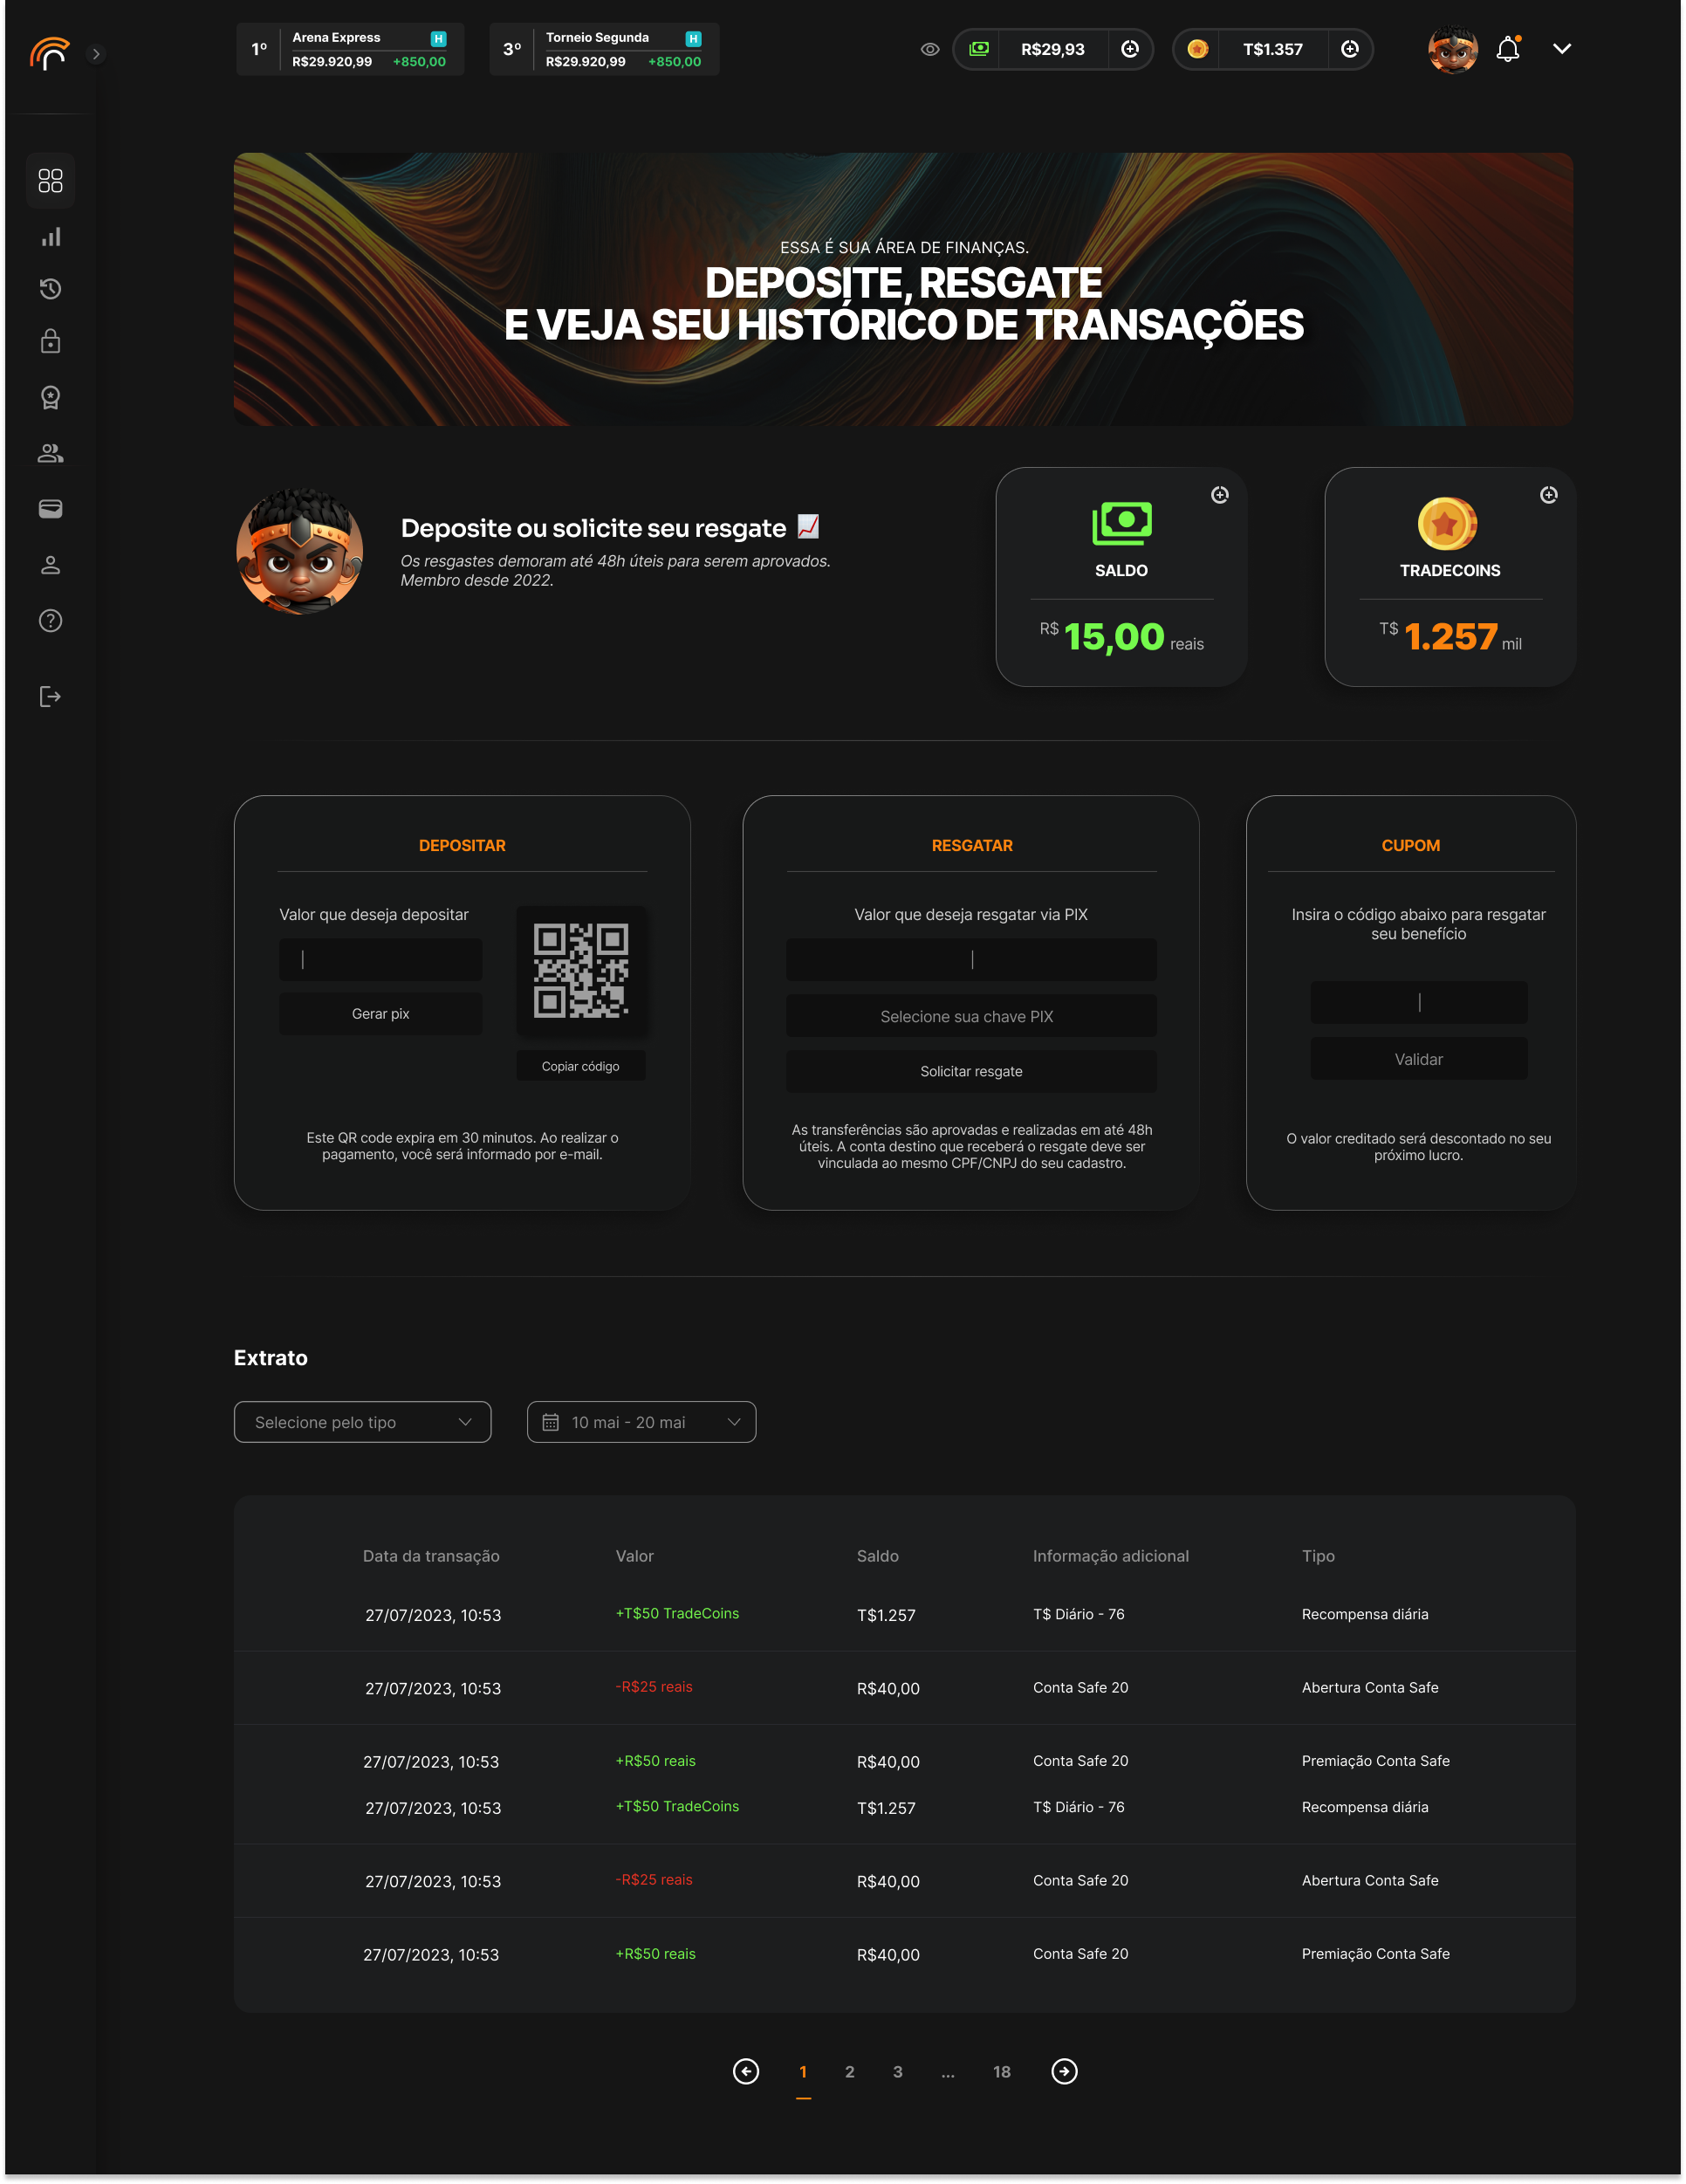 1º
Arena Express H
R$29.920,99 +850,00
3º
Torneio Segunda H
R$29.920,99 +850,00
R$29,93
T$1.357
ESSA É SUA ÁREA DE FINANÇAS.
DEPOSITE, RESGATE
E VEJA SEU HISTÓRICO DE TRANSAÇÕES
Deposite ou solicite seu resgate
Os resgastes demoram até 48h úteis para serem aprovados.
Membro desde 2022.
SALDO
R$ 15,00 reais
TRADECOINS
T$ 1.257 mil
DEPOSITAR
Valor que deseja depositar
Gerar pix
Copiar código
Este QR code expira em 30 minutos. Ao realizar o
pagamento, você será informado por e-mail.
RESGATAR
Valor que deseja resgatar via PIX
Selecione sua chave PIX
Solicitar resgate
As transferências são aprovadas e realizadas em até 48h
úteis. A conta destino que receberá o resgate deve ser
vinculada ao mesmo CPF/CNPJ do seu cadastro.
CUPOM
Insira o código abaixo para resgatar
seu benefício
Validar
O valor creditado será descontado no seu
próximo lucro.
Extrato
Selecione pelo tipo
10 mai - 20 mai
Data da transação Valor Saldo Informação adicional Tipo
27/07/2023, 10:53 +T$50 TradeCoins T$1.257 T$ Diário - 76 Recompensa diária
27/07/2023, 10:53 -R$25 reais R$40,00 Conta Safe 20 Abertura Conta Safe
27/07/2023, 10:53 +R$50 reais R$40,00 Conta Safe 20 Premiação Conta Safe
27/07/2023, 10:53 +T$50 TradeCoins T$1.257 T$ Diário - 76 Recompensa diária
27/07/2023, 10:53 -R$25 reais R$40,00 Conta Safe 20 Abertura Conta Safe
27/07/2023, 10:53 +R$50 reais R$40,00 Conta Safe 20 Premiação Conta Safe
1 2 3 ... 18